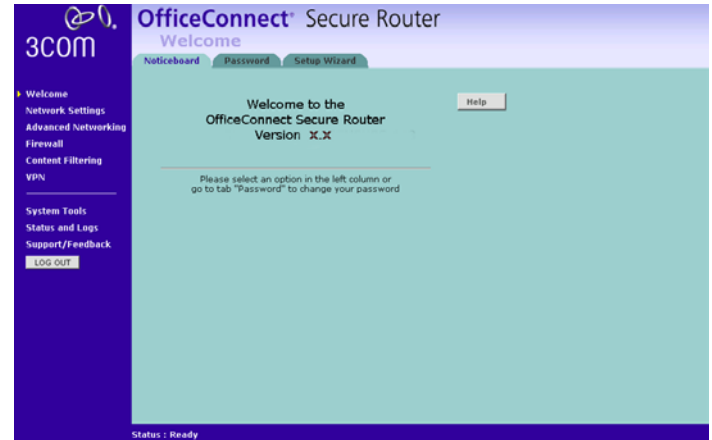 3COM
OfficeConnect® Secure Router
Welcome
Noticeboard Password Setup Wizard
Welcome
Network Settings
Advanced Networking
Firewall
Content Filtering
VPN
System Tools
Status and Logs
Support/Feedback
LOG OUT
Welcome to the
OfficeConnect Secure Router
Version X.X
Help
Please select an option in the left column or
go to tab "Password" to change your password
Status : Ready